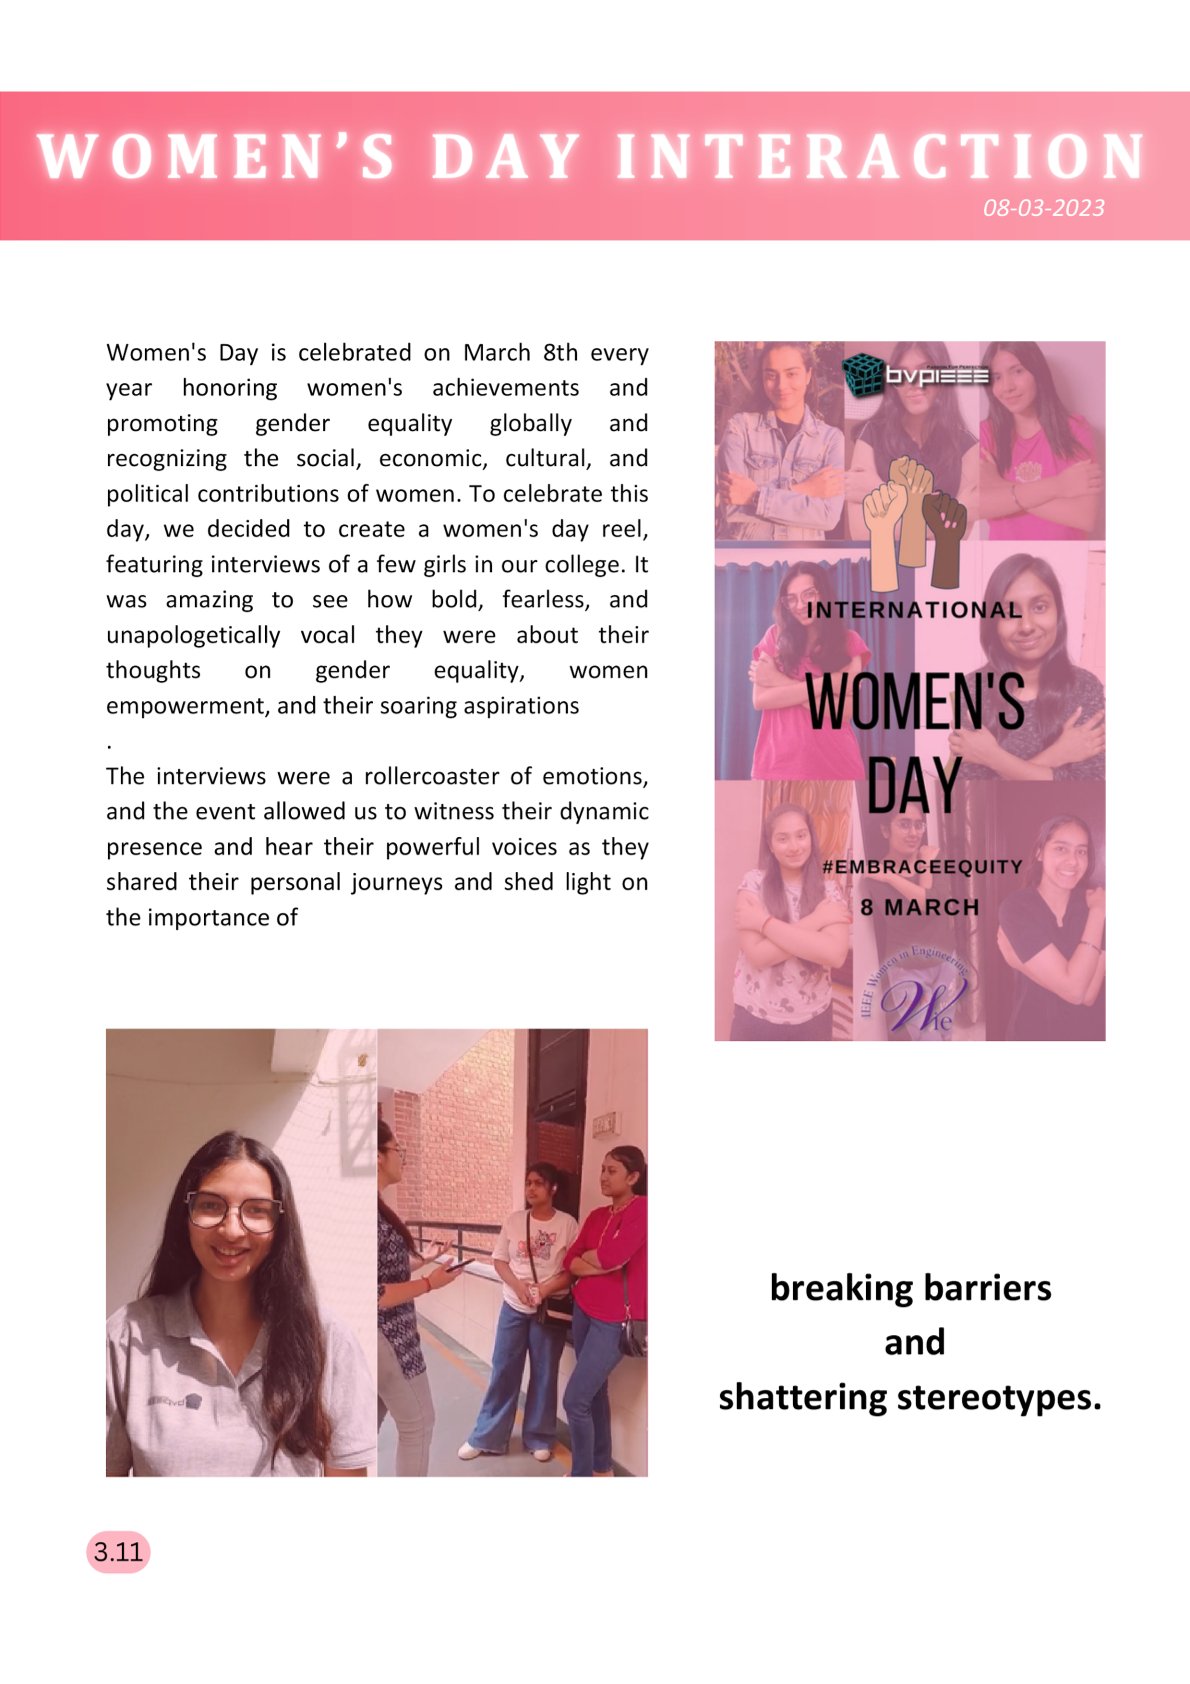 WOMEN’S DAY INTERACTION
08-03-2023
Women's Day is celebrated on March 8th every
year honoring women's achievements and
promoting gender equality globally and
recognizing the social, economic, cultural, and
political contributions of women. To celebrate this
day, we decided to create a women's day reel,
featuring interviews of a few girls in our college. It
was amazing to see how bold, fearless, and
unapologetically vocal they were about their
thoughts on gender equality, women
empowerment, and their soaring aspirations
.
The interviews were a rollercoaster of emotions,
and the event allowed us to witness their dynamic
presence and hear their powerful voices as they
shared their personal journeys and shed light on
the importance of
bvpieee
INTERNATIONAL
WOMEN'S
DAY
#EMBRACEEQUITY
8 MARCH
IEEE Women in Engineering
Wie
breaking barriers
and
shattering stereotypes.
3.11